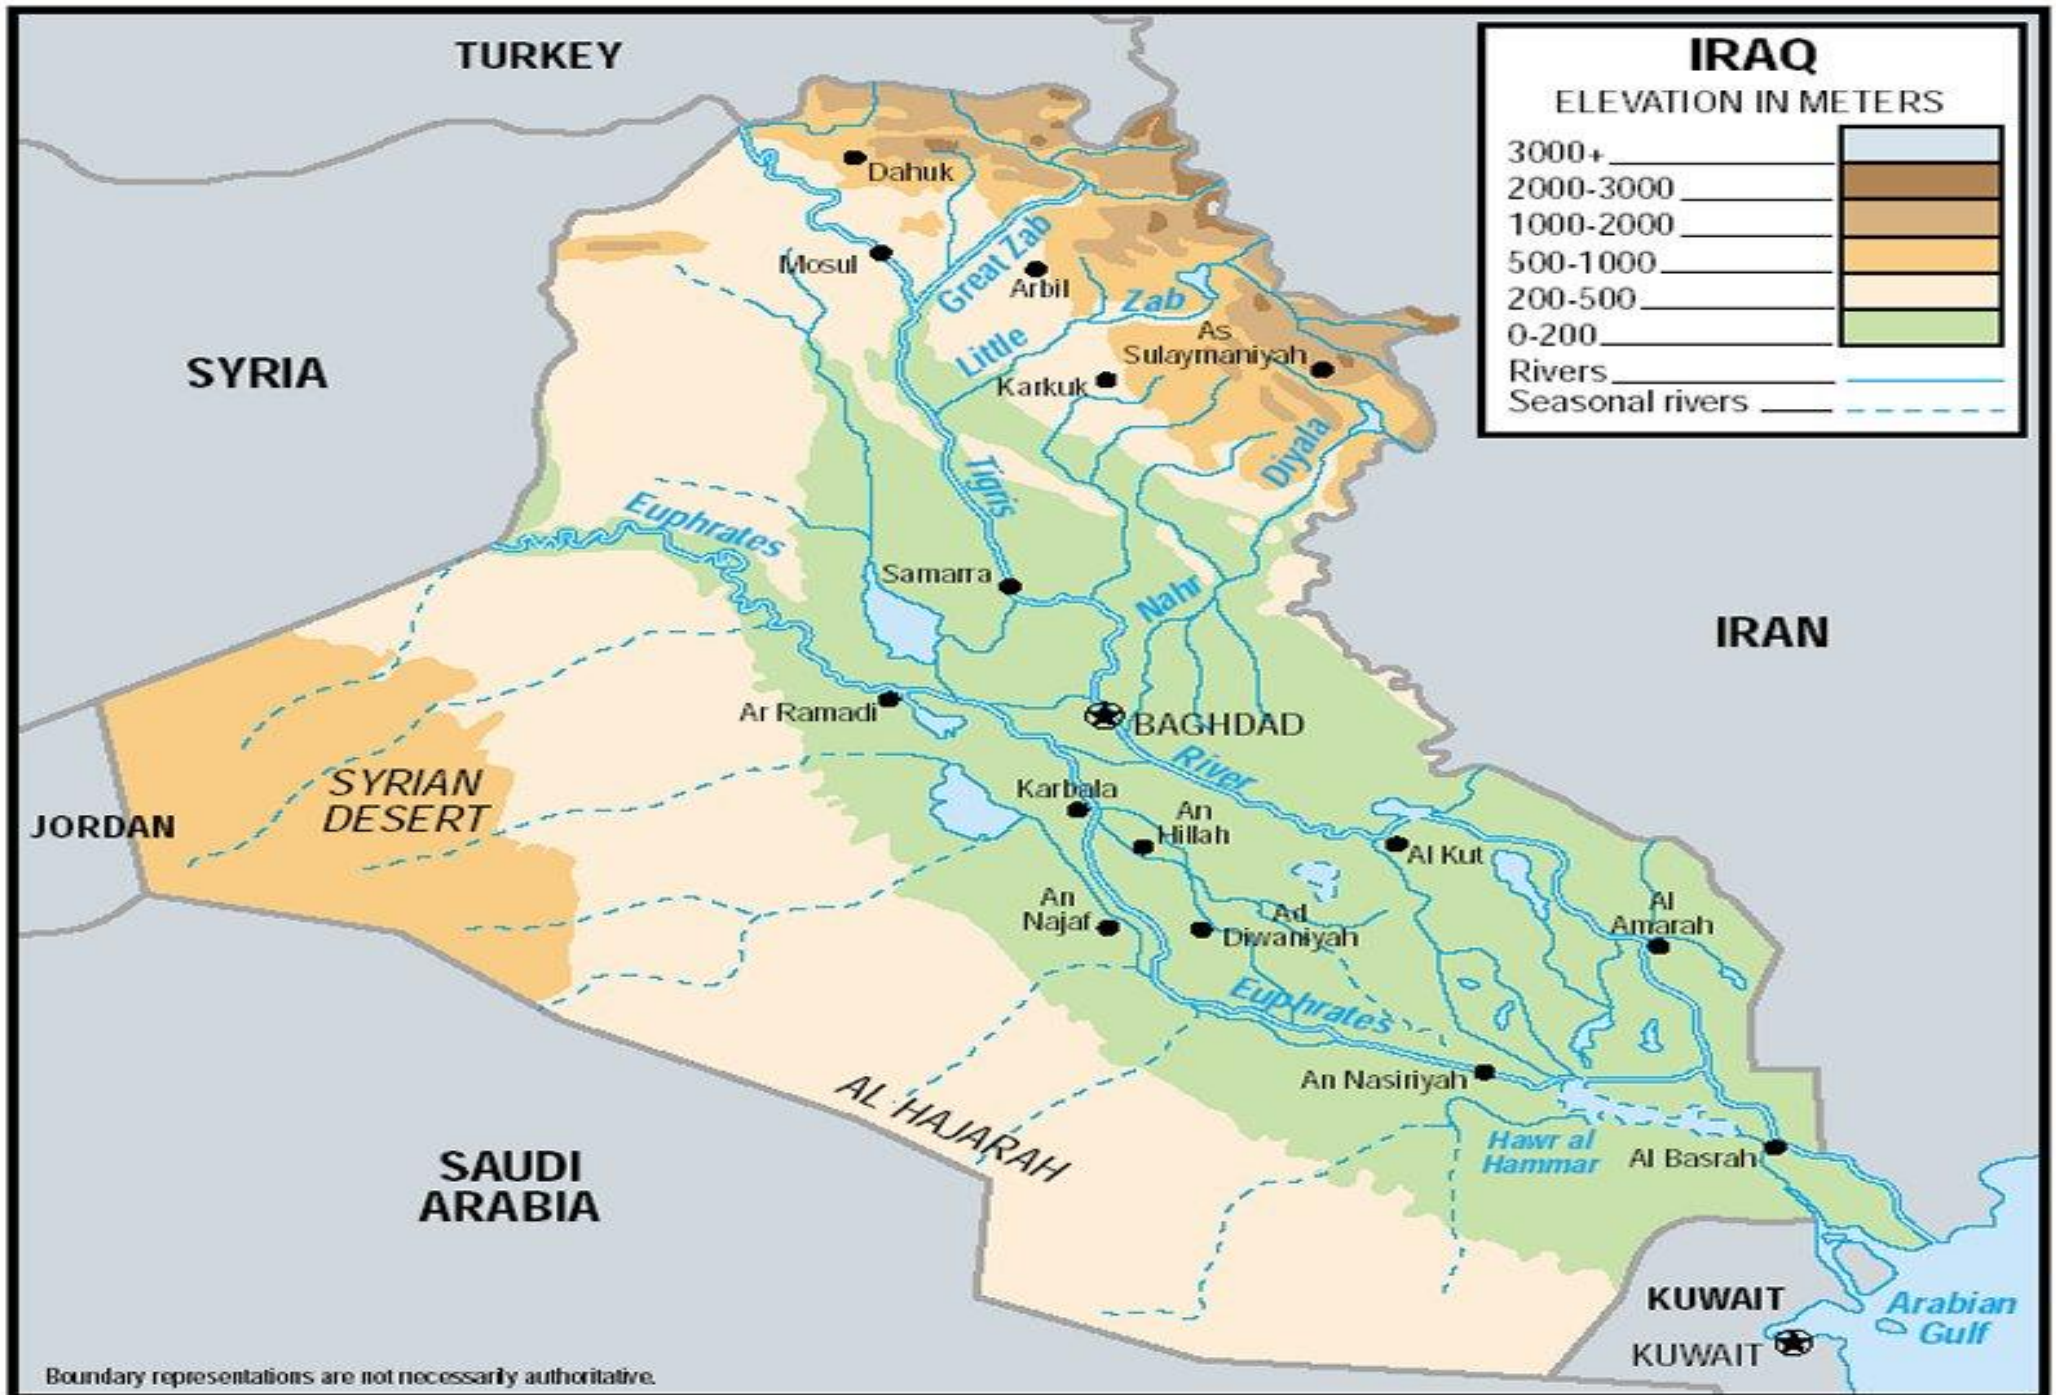 TURKEY
IRAQ
ELEVATION IN METERS
3000+
2000-3000
1000-2000
500-1000
200-500
0-200
Rivers
Seasonal rivers
Dahuk
Mosul
Great Zab
Arbil
Zab
Little
As
Sulaymaniyah
Karkuk
SYRIA
Diyala
Tigris
Euphrates
Samarra
Nahr
IRAN
Ar Ramadi
BAGHDAD
River
SYRIAN
DESERT
JORDAN
Karbala
An
Hillah
Al Kut
An
Najaf
Ad
Diwaniyah
Al
Amarah
Euphrates
An Nasiriyah
AL HAJARAH
Hawr al
Hammar
Al Basrah
SAUDI
ARABIA
KUWAIT
KUWAIT
Arabian
Gulf
Boundary representations are not necessarily authoritative.